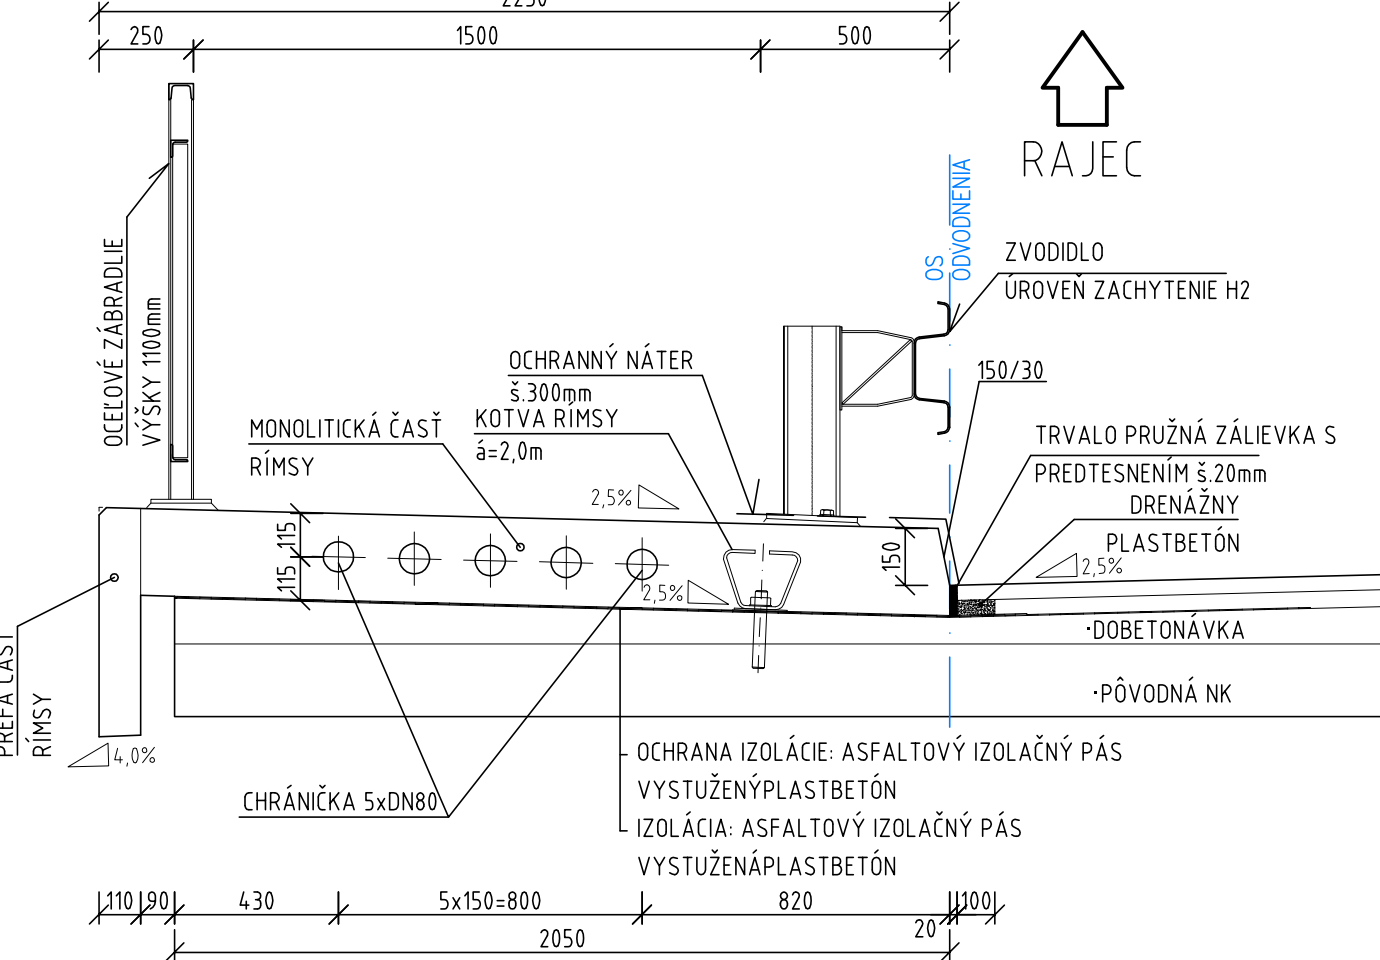 2250
250
1500
500
RAJEC
OS
ODVODNENIA
ZVODIDLO
ÚROVEŇ ZACHYTENIE H2
OCEĽOVÉ ZÁBRADLIE
VÝŠKY 1100mm
OCHRANNÝ NÁTER
š.300mm
150/30
KOTVA RÍMSY
á=2,0m
MONOLITICKÁ ČASŤ
RÍMSY
TRVALO PRUŽNÁ ZÁLIEVKA S
PREDTESNENÍM š.20mm
2,5%
DRENÁŽNY
PLASTBETÓN
115
115
150
2,5%
2,5%
PREFA ČASŤ
RÍMSY
·DOBETONÁVKA
·PÔVODNÁ NK
4,0%
OCHRANA IZOLÁCIE: ASFALTOVÝ IZOLAČNÝ PÁS
VYSTUŽENÝPLASTBETÓN
CHRÁNIČKA 5xDN80
IZOLÁCIA: ASFALTOVÝ IZOLAČNÝ PÁS
VYSTUŽENÁPLASTBETÓN
110
90
430
5x150=800
820
20
100
2050